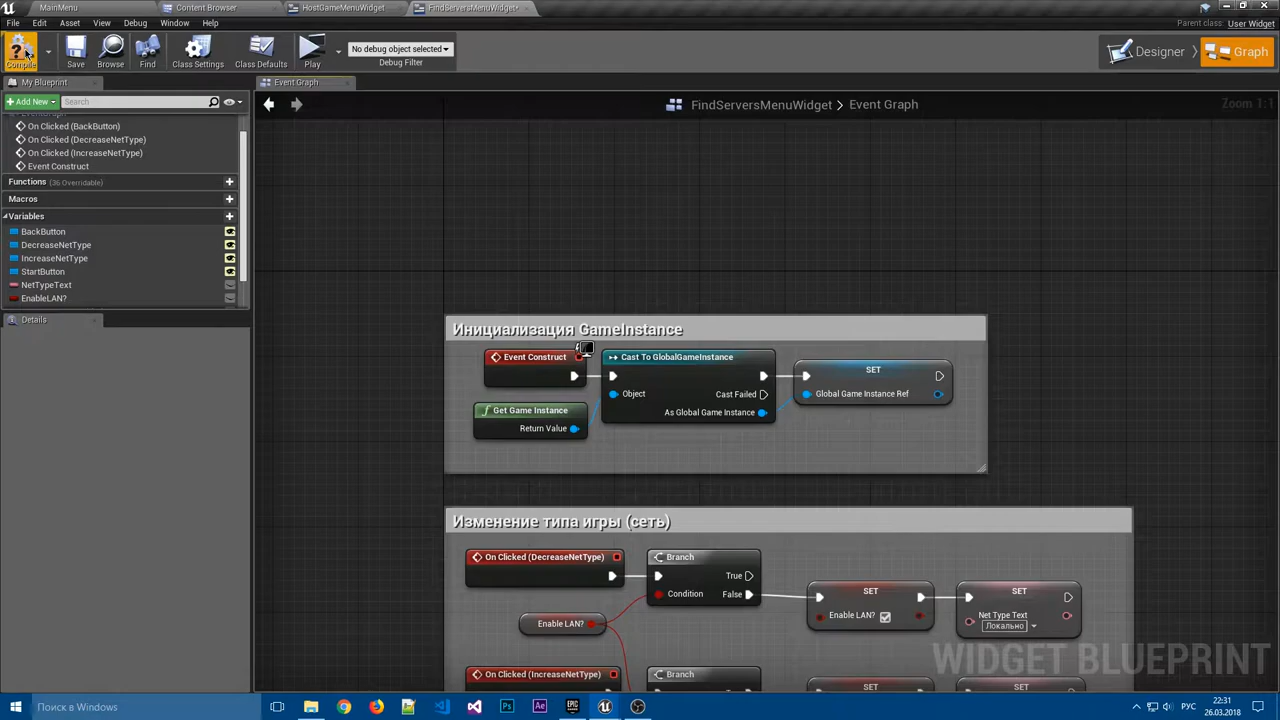 MainMenu
Content Browser
HostGameMenuWidget
FindServersMenuWidget*
File Edit Asset View Debug Window Help
Parent class: User Widget
Compile
Save
Browse
Find
Class Settings
Class Defaults
Play
No debug object selected
Debug Filter
Designer
Graph
My Blueprint
Event Graph
+ Add New
Search
FindServersMenuWidget > Event Graph
Zoom 1:1
EventGraph
On Clicked (BackButton)
On Clicked (DecreaseNetType)
On Clicked (IncreaseNetType)
Event Construct
Functions (36 Overridable)
Macros
Variables
BackButton
DecreaseNetType
IncreaseNetType
StartButton
NetTypeText
EnableLAN?
Details
Инициализация GameInstance
Event Construct
Cast To GlobalGameInstance
SET
Object
Cast Failed
Global Game Instance Ref
Get Game Instance
As Global Game Instance
Return Value
Изменение типа игры (сеть)
On Clicked (DecreaseNetType)
Branch
True
Condition
False
SET
SET
Enable LAN?
Enable LAN?
Net Type Text
Локально
On Clicked (IncreaseNetType)
Branch
SET
SET
WIDGET BLUEPRINT
Поиск в Windows
РУС
22:31
26.03.2018